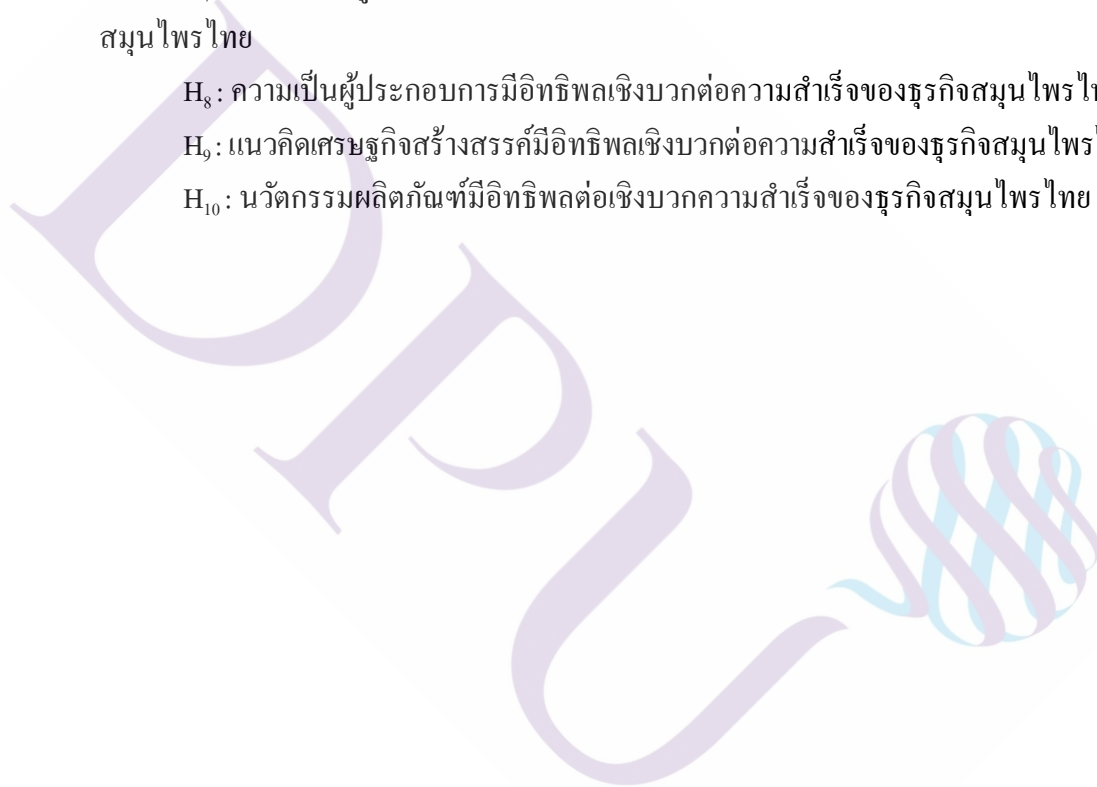 สมุนไพรไทย
H8 : ความเป็นผู้ประกอบการมีอิทธิพลเชิงบวกต่อความสำเร็จของธุรกิจสมุนไพร
H9 : แนวคิดเศรษฐกิจสร้างสรรค์มีอิทธิพลเชิงบวกต่อความสำเร็จของธุรกิจสมุนไพร
H10 : นวัตกรรมผลิตภัณฑ์มีอิทธิพลต่อเชิงบวกความสำเร็จของธุรกิจสมุนไพรไทย
DPU